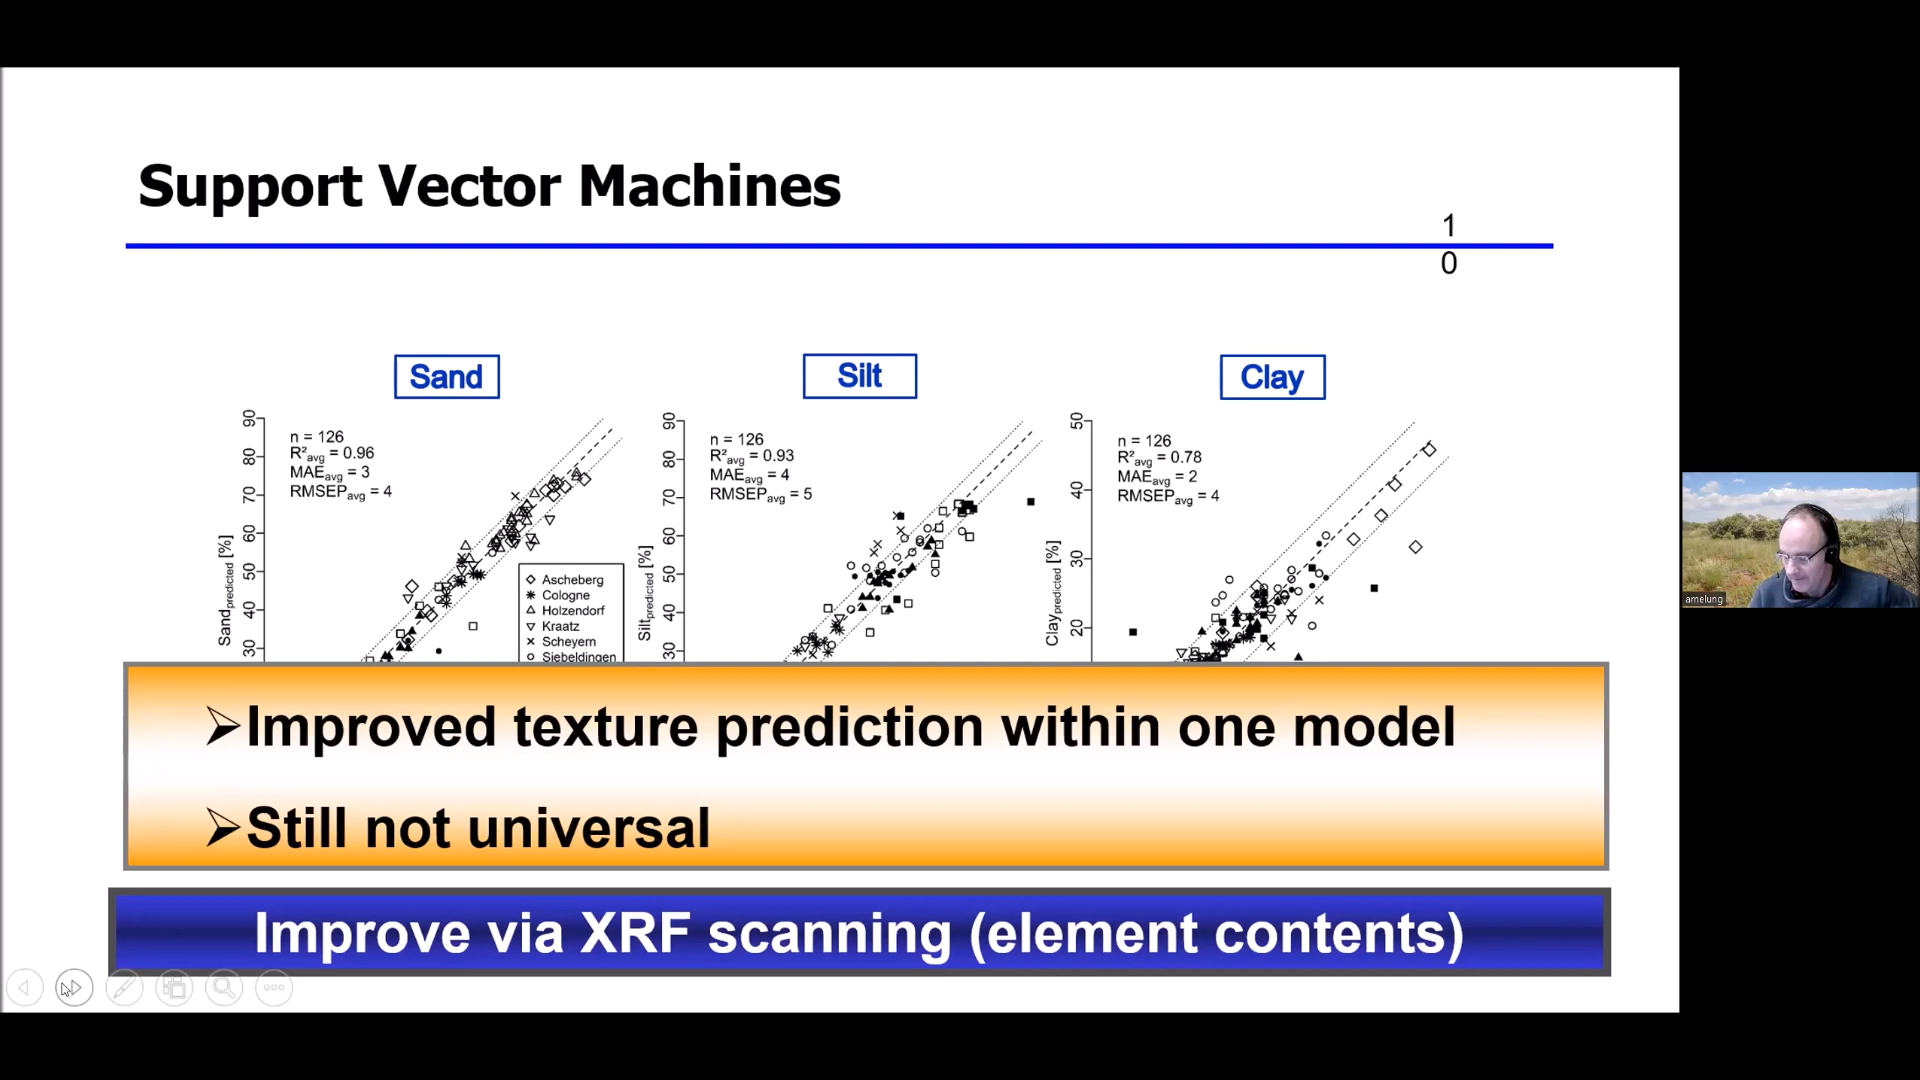 Support Vector Machines
1
0
Sand
Silt
Clay
n = 126
R²avg = 0.96
MAEavg = 3
RMSEPavg = 4
90
80
70
60
50
40
30
Sandpredicted [%]
Ascheberg
Cologne
Holzendorf
Kraatz
Scheyern
Siebeldingen
n = 126
R²avg = 0.93
MAEavg = 4
RMSEPavg = 5
90
80
70
60
50
40
30
Siltpredicted [%]
n = 126
R²avg = 0.78
MAEavg = 2
RMSEPavg = 4
50
40
30
20
Claypredicted [%]
➢Improved texture prediction within one model
➢Still not universal
Improve via XRF scanning (element contents)
amelung